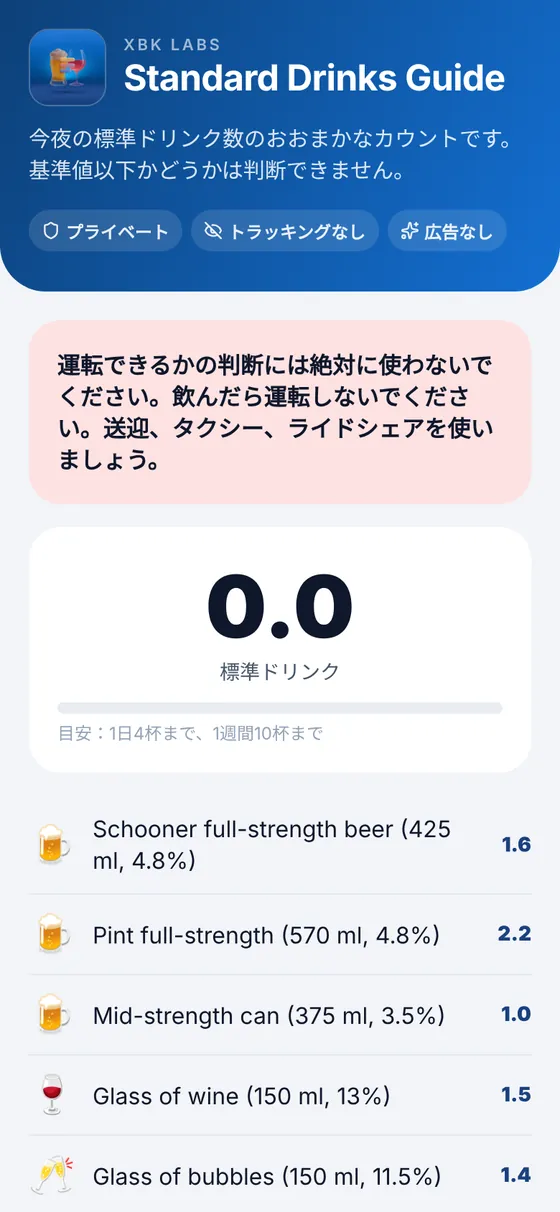 XBK LABS
Standard Drinks Guide
今夜の標準ドリンク数のおおまかなカウントです。
基準値以下かどうかは判断できません。
プライベート
トラッキングなし
広告なし
運転できるかの判断には絶対に使わないで
ください。飲んだら運転しないでくださ
い。送迎、タクシー、ライドシェアを使い
ましょう。
0.0
標準ドリンク
目安：1日4杯まで、1週間10杯まで
Schooner full-strength beer (425
ml, 4.8%)
1.6
Pint full-strength (570 ml, 4.8%)
2.2
Mid-strength can (375 ml, 3.5%)
1.0
Glass of wine (150 ml, 13%)
1.5
Glass of bubbles (150 ml, 11.5%)
1.4